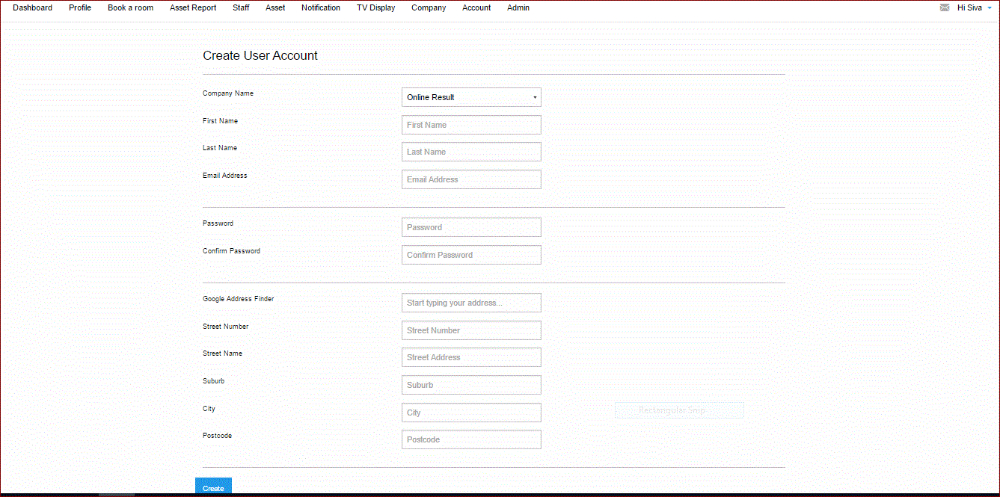 Dashboard Profile Book a room Asset Report Staff Asset Notification TV Display Company Account Admin Hi Siva
Create User Account
Company Name Online Result
First Name First Name
Last Name Last Name
Email Address Email Address
Password Password
Confirm Password Confirm Password
Google Address Finder Start typing your address...
Street Number Street Number
Street Name Street Address
Suburb Suburb
City City Rectangular Snip
Postcode Postcode
Create